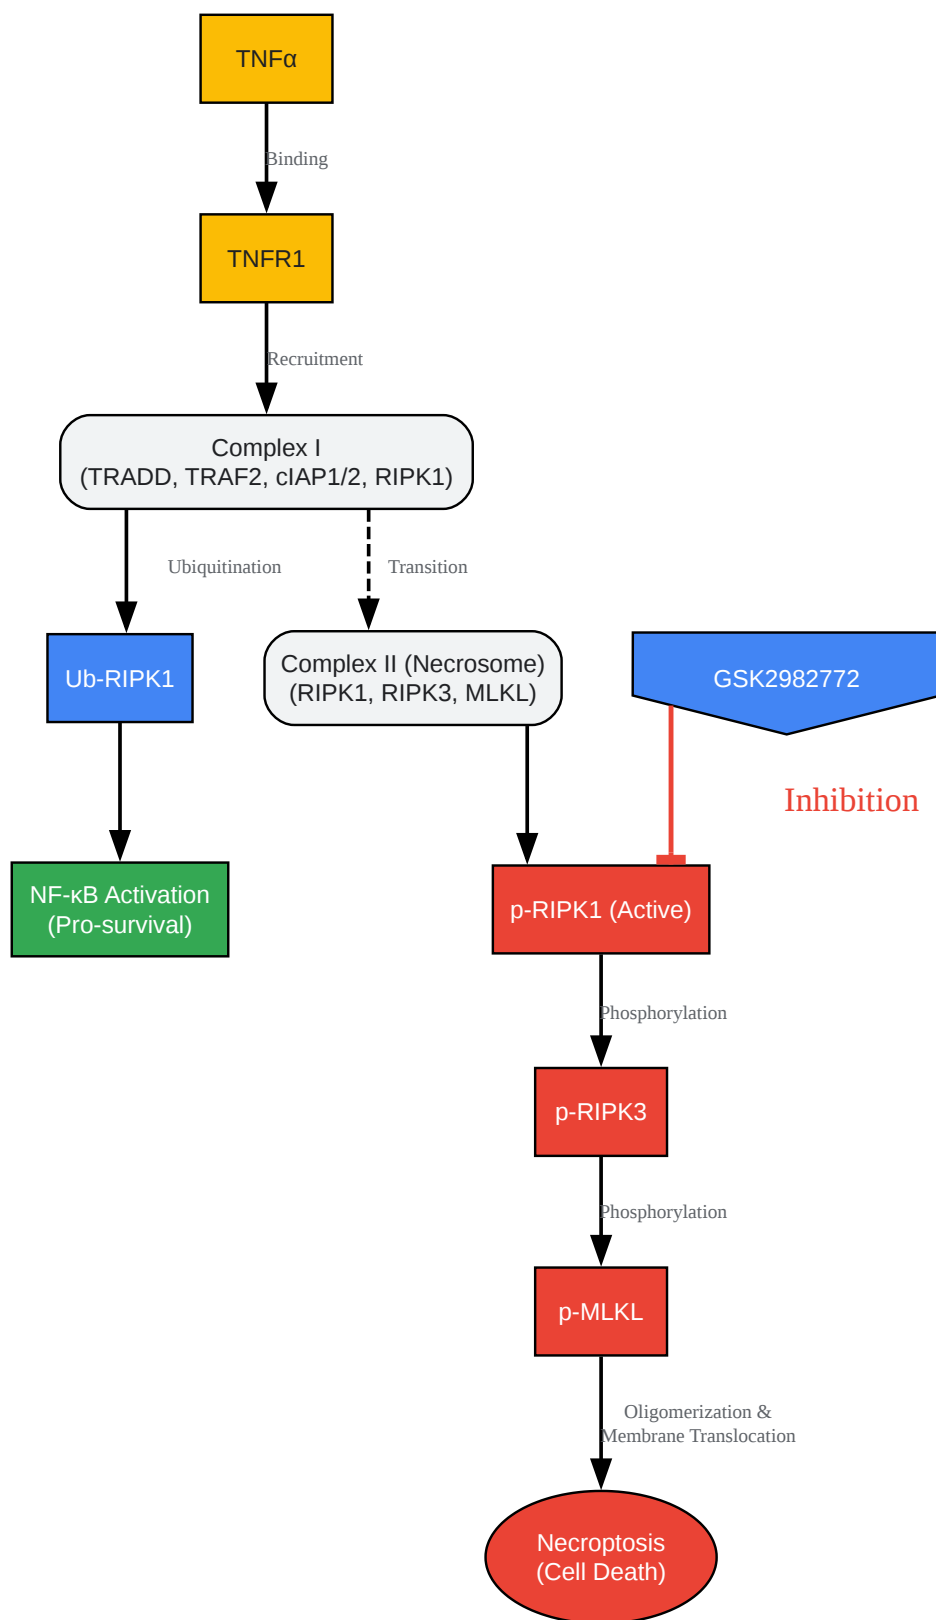 TNFα
Binding
TNFR1
Recruitment
Complex I
(TRADD, TRAF2, cIAP1/2, RIPK1)
Ubiquitination
Transition
Ub-RIPK1
Complex II (Necrosome)
(RIPK1, RIPK3, MLKL)
GSK2982772
Inhibition
NF-κB Activation
(Pro-survival)
p-RIPK1 (Active)
Phosphorylation
p-RIPK3
Phosphorylation
p-MLKL
Oligomerization &
Membrane Translocation
Necroptosis
(Cell Death)